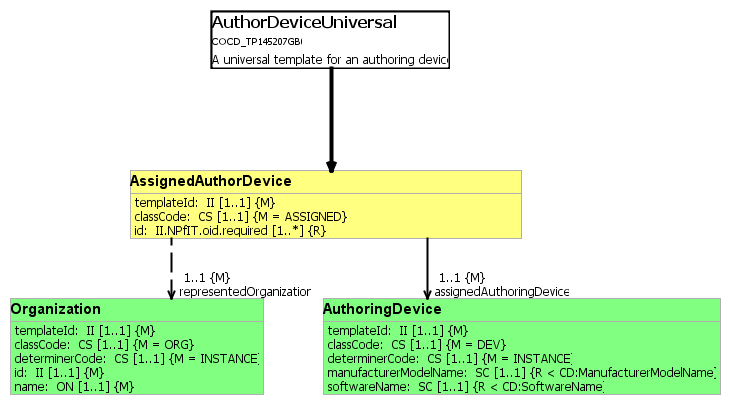 AuthorDeviceUniversal
COCD_TP145207GB
A universal template for an authoring device
AssignedAuthorDevice
templateId: II [1..1] {M}
classCode: CS [1..1] {M = ASSIGNED}
id: II.NPfIT.oid.required [1..*] {R}
1..1 {M}
representedOrganization
1..1 {M}
assignedAuthoringDevice
Organization
templateId: II [1..1] {M}
classCode: CS [1..1] {M = ORG}
determinerCode: CS [1..1] {M = INSTANCE}
id: II [1..1] {M}
name: ON [1..1] {M}
AuthoringDevice
templateId: II [1..1] {M}
classCode: CS [1..1] {M = DEV}
determinerCode: CS [1..1] {M = INSTANCE}
manufacturerModelName: SC [1..1] {R < CD:ManufacturerModelName}
softwareName: SC [1..1] {R < CD:SoftwareName}